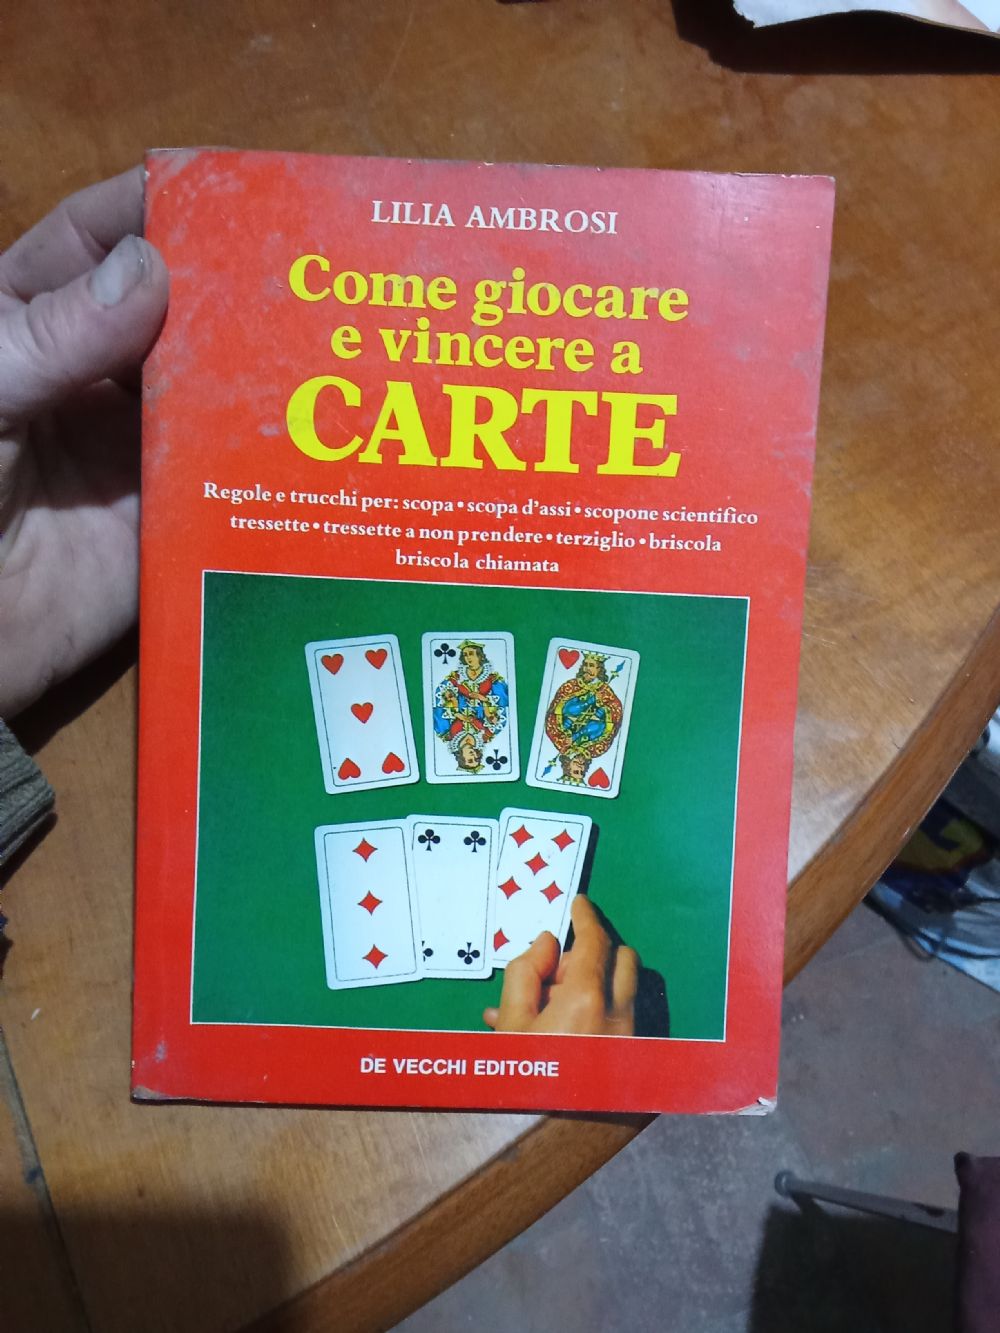 LILIA AMBROSI
Come giocare
e vincere a
CARTE
Regole e trucchi per: scopa • scopa d'assi • scopone scientifico
tressette • tressette a non prendere • terziglio • briscola
briscola chiamata
DE VECCHI EDITORE